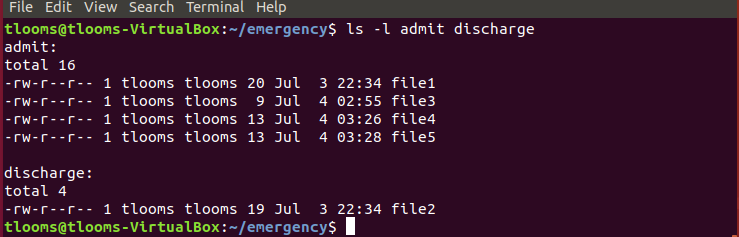 File Edit View Search Terminal Help
tlooms@tlooms-VirtualBox:~/emergency$ ls -l admit discharge
admit:
total 16
-rw-r--r-- 1 tlooms tlooms 20 Jul  3 22:34 file1
-rw-r--r-- 1 tlooms tlooms  9 Jul  4 02:55 file3
-rw-r--r-- 1 tlooms tlooms 13 Jul  4 03:26 file4
-rw-r--r-- 1 tlooms tlooms 13 Jul  4 03:28 file5

discharge:
total 4
-rw-r--r-- 1 tlooms tlooms 19 Jul  3 22:34 file2
tlooms@tlooms-VirtualBox:~/emergency$